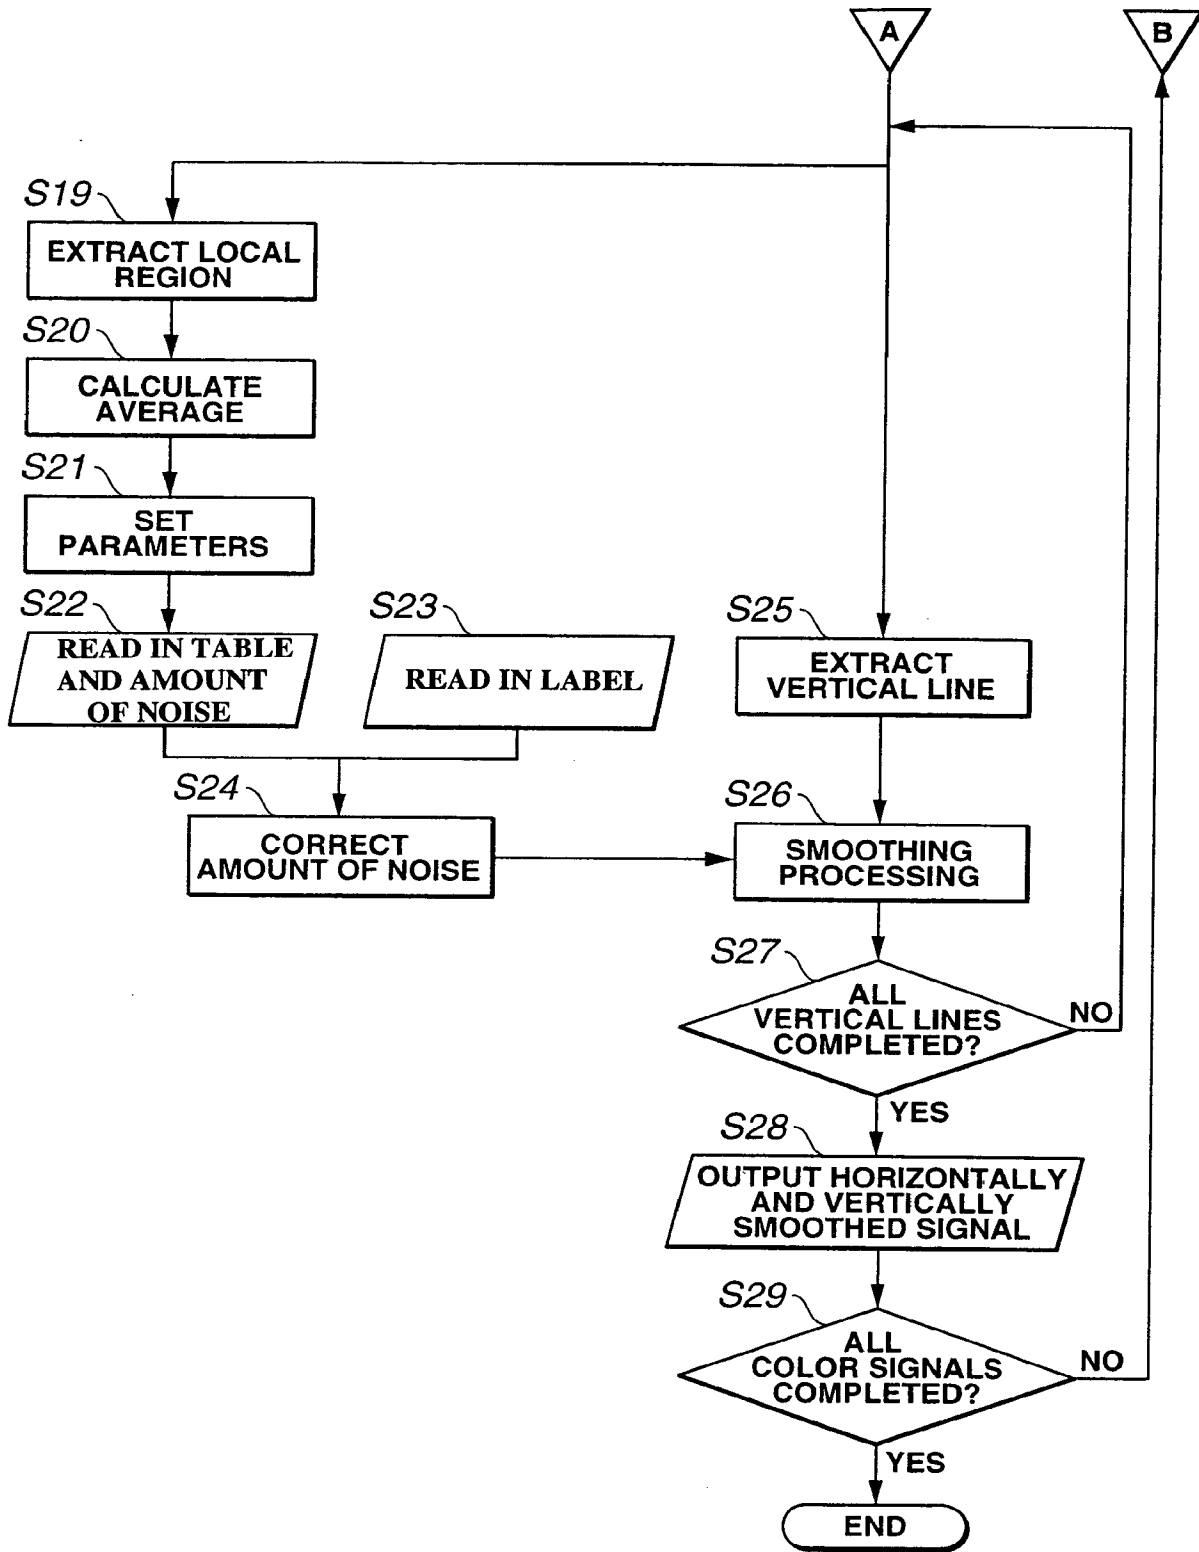 A
B
S19
EXTRACT LOCAL
REGION
S20
CALCULATE
AVERAGE
S21
SET
PARAMETERS
S22
READ IN TABLE
AND AMOUNT
OF NOISE
S23
READ IN LABEL
S24
CORRECT
AMOUNT OF NOISE
S25
EXTRACT
VERTICAL LINE
S26
SMOOTHING
PROCESSING
S27
ALL
VERTICAL LINES
COMPLETED?
NO
YES
S28
OUTPUT HORIZONTALLY
AND VERTICALLY
SMOOTHED SIGNAL
S29
ALL
COLOR SIGNALS
COMPLETED?
NO
YES
END